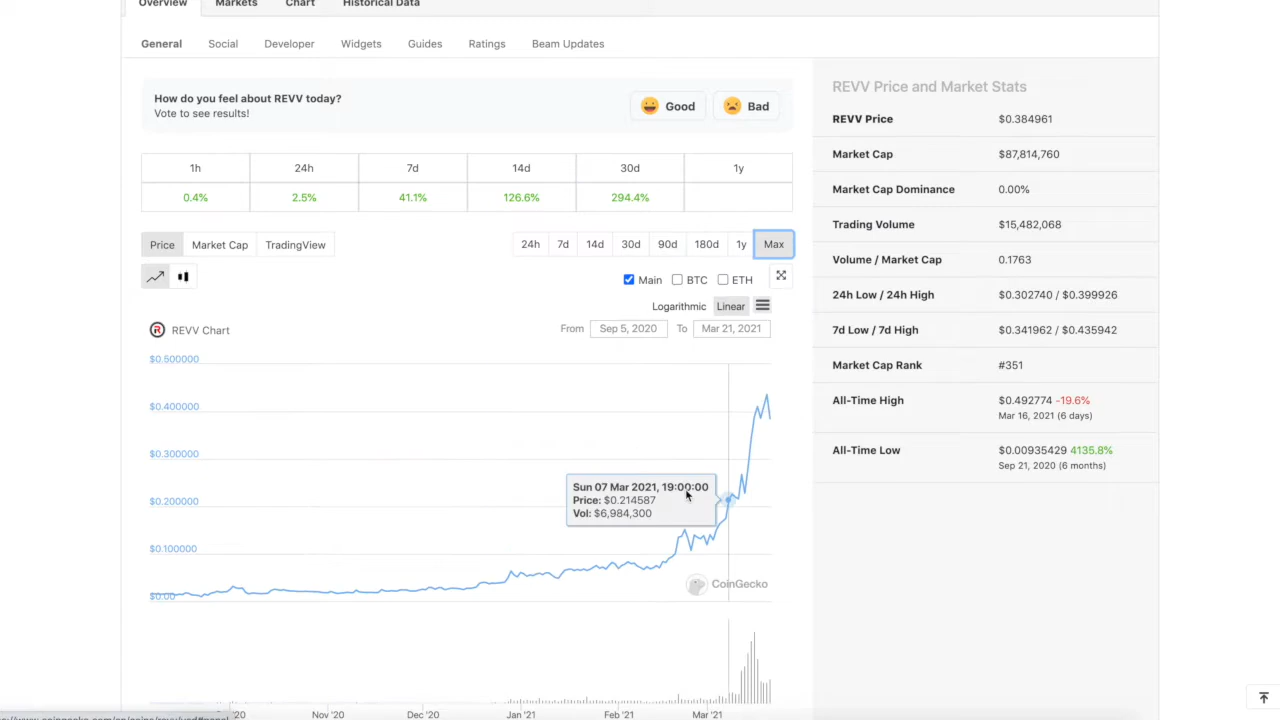 Overview Markets Chart Historical Data
General Social Developer Widgets Guides Ratings Beam Updates
How do you feel about REVV today?
Vote to see results!
Good Bad
1h 24h 7d 14d 30d 1y
0.4% 2.5% 41.1% 126.6% 294.4%
Price Market Cap TradingView
24h 7d 14d 30d 90d 180d 1y Max
Main BTC ETH
Logarithmic Linear
REVV Chart
From Sep 5, 2020 To Mar 21, 2021
$0.500000
$0.400000
$0.300000
$0.200000
$0.100000
$0.00
Sun 07 Mar 2021, 19:00:00
Price: $0.214587
Vol: $6,984,300
CoinGecko
'20 Nov '20 Dec '20 Jan '21 Feb '21 Mar '21
REVV Price and Market Stats
REVV Price $0.384961
Market Cap $87,814,760
Market Cap Dominance 0.00%
Trading Volume $15,482,068
Volume / Market Cap 0.1763
24h Low / 24h High $0.302740 / $0.399926
7d Low / 7d High $0.341962 / $0.435942
Market Cap Rank #351
All-Time High $0.492774 -19.6%
Mar 16, 2021 (6 days)
All-Time Low $0.00935429 4135.8%
Sep 21, 2020 (6 months)